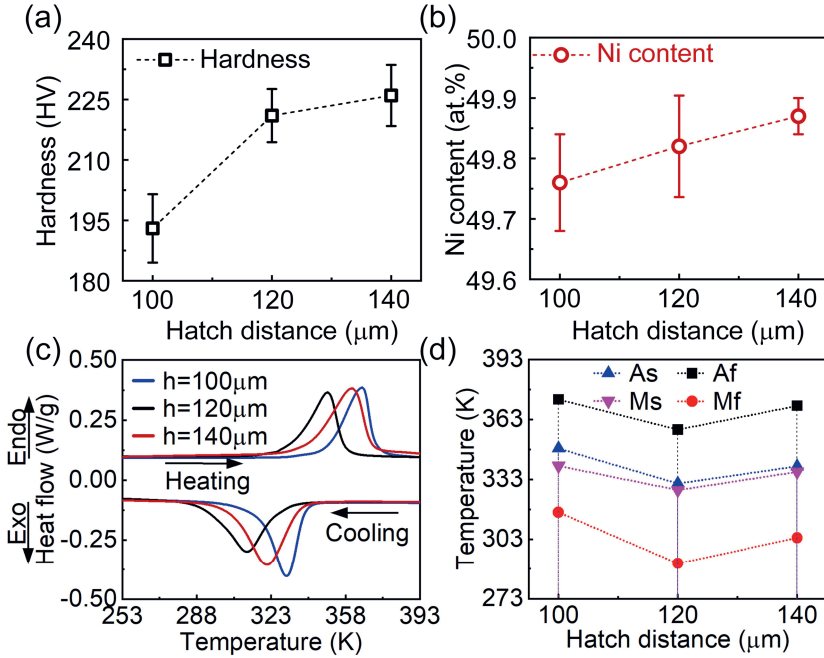 (a)
240
225
210
195
180
Hardness (HV)
Hardness
100
120
140
Hatch distance (μm)
(b)
50.0
49.9
49.8
49.7
49.6
Ni content (at.%)
Ni content
100
120
140
Hatch distance (μm)
(c)
0.50
0.25
0.00
-0.25
-0.50
Exo Endo
Heat flow (W/g)
h=100μm
h=120μm
h=140μm
Heating
Cooling
253
288
323
358
393
Temperature (K)
(d)
393
363
333
303
273
Temperature (K)
As
Af
Ms
Mf
100
120
140
Hatch distance (μm)